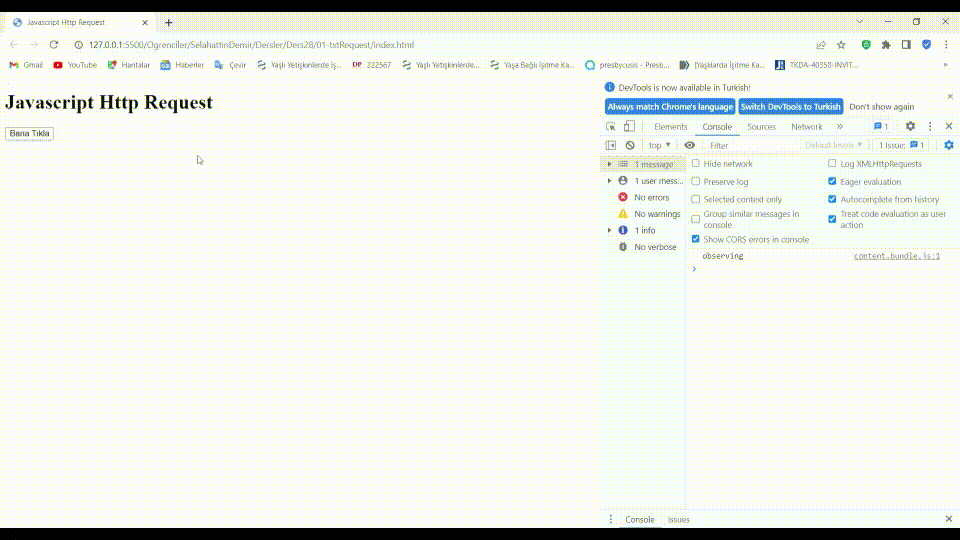 Javascript Http Request
127.0.0.1:5500/Ogrenciler/SelahattinDemir/Dersler/Ders28/01-txtRequest/index.html
Gmail YouTube Haritalar Haberler Çevir Yaşlı Yetişkinlerde İş... DP 222567 Yaşlı Yetişkinlerde... Yaşa Bağlı İşitme Ka... presbycusis - Presb... [Yaşlılarda İşitme Ka... TKDA-40350-INVIT... »
Javascript Http Request
Bana Tıkla
DevTools is now available in Turkish!
Always match Chrome's language Switch DevTools to Turkish Don't show again
Elements Console Sources Network » 1
top Filter Default levels 1 Issue: 1
1 message
1 user mess...
No errors
No warnings
1 info
No verbose
Hide network Log XMLHttpRequests
Preserve log Eager evaluation
Selected context only Autocomplete from history
Group similar messages in console
Treat code evaluation as user action
Show CORS errors in console
observing content.bundle.js:1
Console Issues